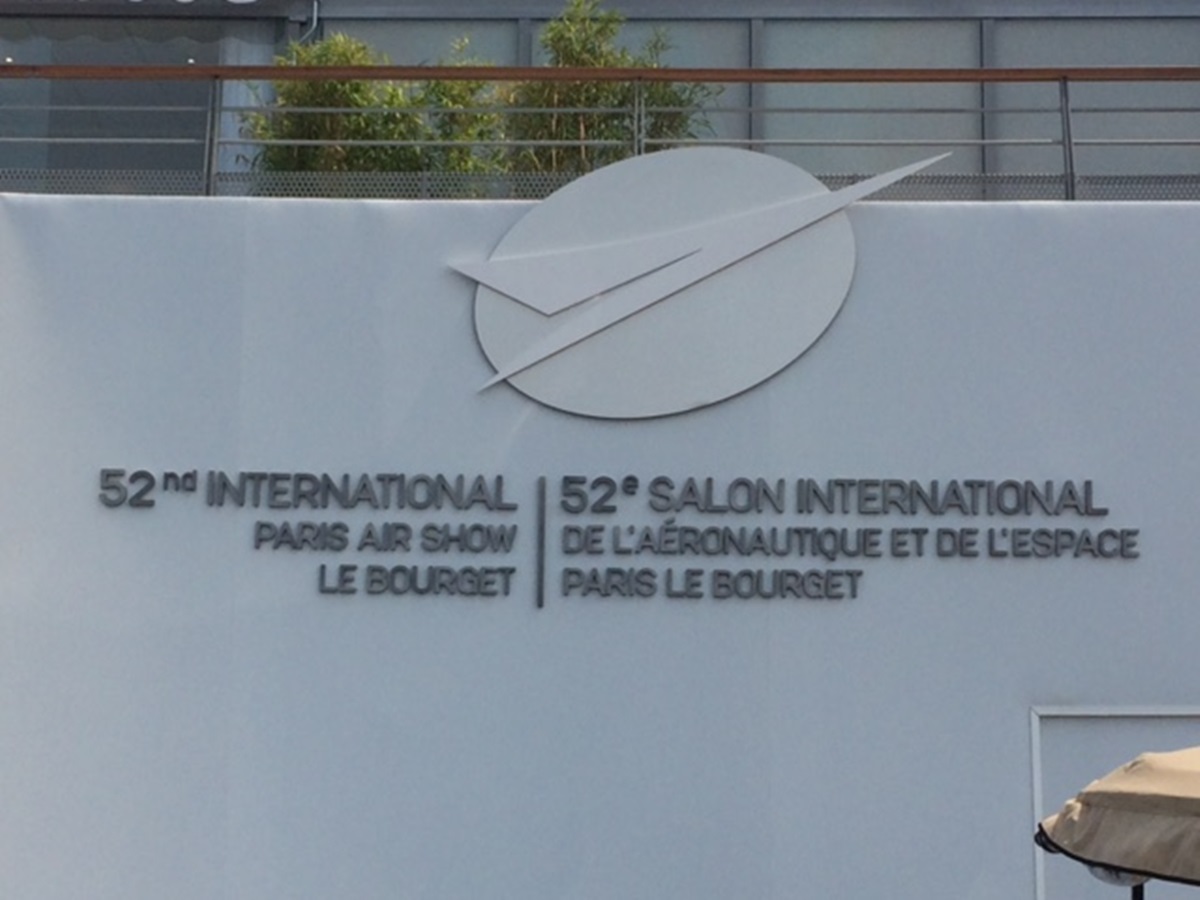 52nd INTERNATIONAL
PARIS AIR SHOW
LE BOURGET
52e SALON INTERNATIONAL
DE L'AÉRONAUTIQUE ET DE L'ESPACE
PARIS LE BOURGET